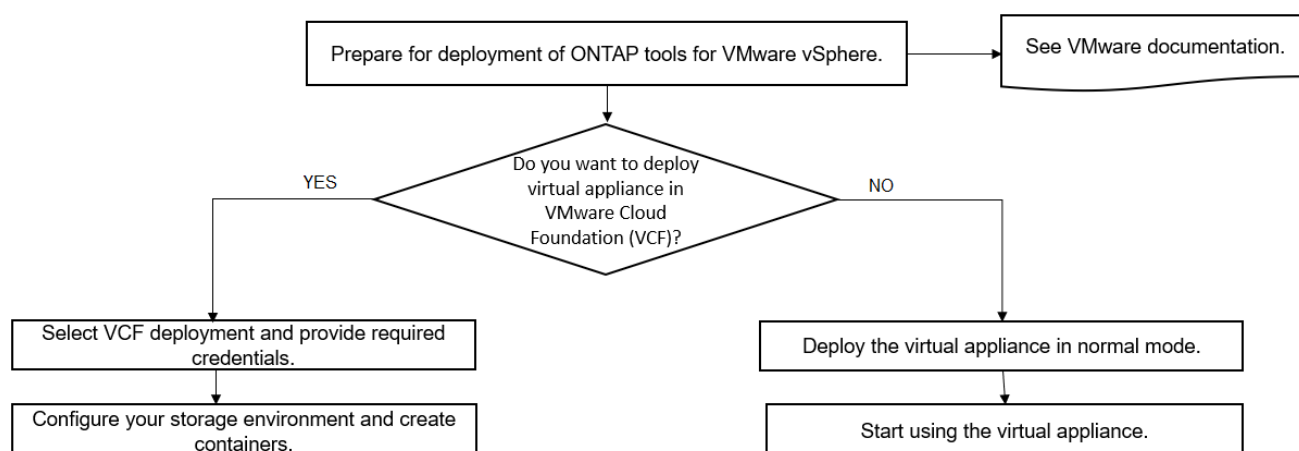 Prepare for deployment of ONTAP tools for VMware vSphere.
See VMware documentation.
Do you want to deploy
virtual appliance in
VMware Cloud
Foundation (VCF)?
YES
NO
Select VCF deployment and provide required
credentials.
Deploy the virtual appliance in normal mode.
Configure your storage environment and create
containers.
Start using the virtual appliance.